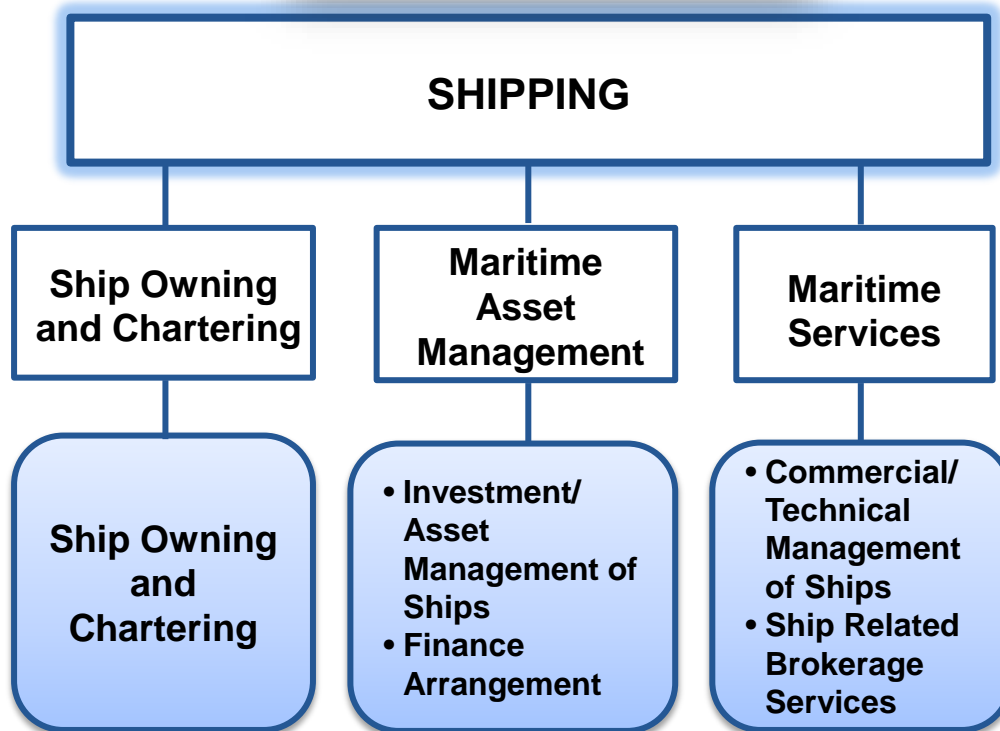 SHIPPING
Ship Owning
and Chartering
Maritime
Asset
Management
Maritime
Services
Ship Owning
and
Chartering
• Investment/
Asset
Management of
Ships
• Finance
Arrangement
• Commercial/
Technical
Management
of Ships
• Ship Related
Brokerage
Services